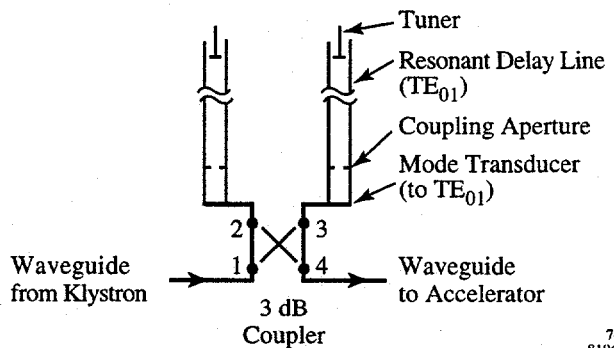 Tuner
Resonant Delay Line
(TE01)
Coupling Aperture
Mode Transducer
(to TE01)
2
3
1
4
Waveguide
from Klystron
Waveguide
to Accelerator
3 dB
Coupler
7